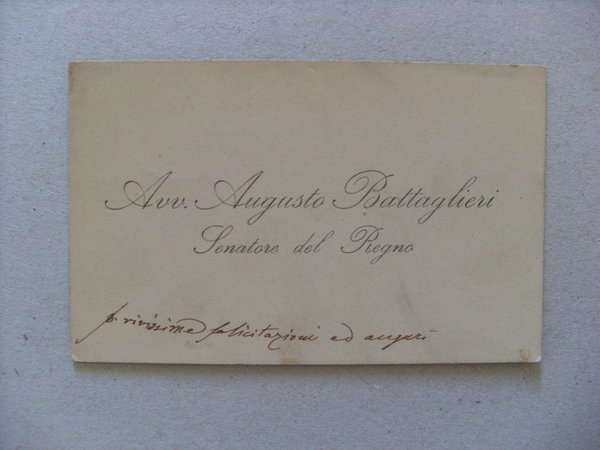 Avv. Augusto Battaglieri
Senatore del Regno
p. vivissime felicitazioni ed auguri